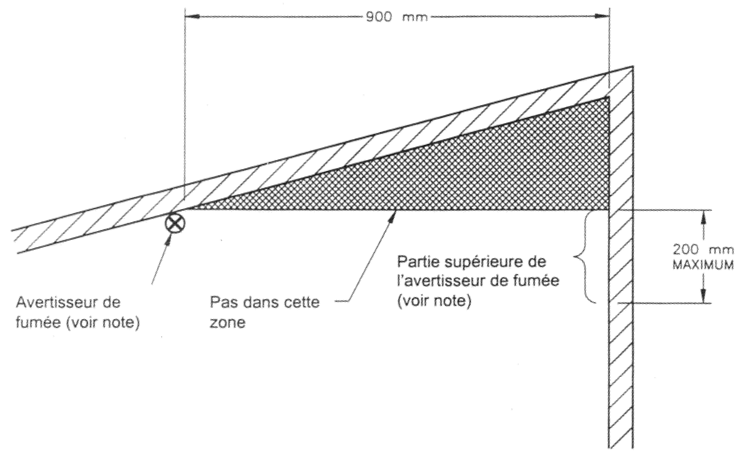 900 mm
Partie supérieure de
l'avertisseur de fumée
(voir note)
200 mm
MAXIMUM
Avertisseur de
fumée (voir note)
Pas dans cette
zone